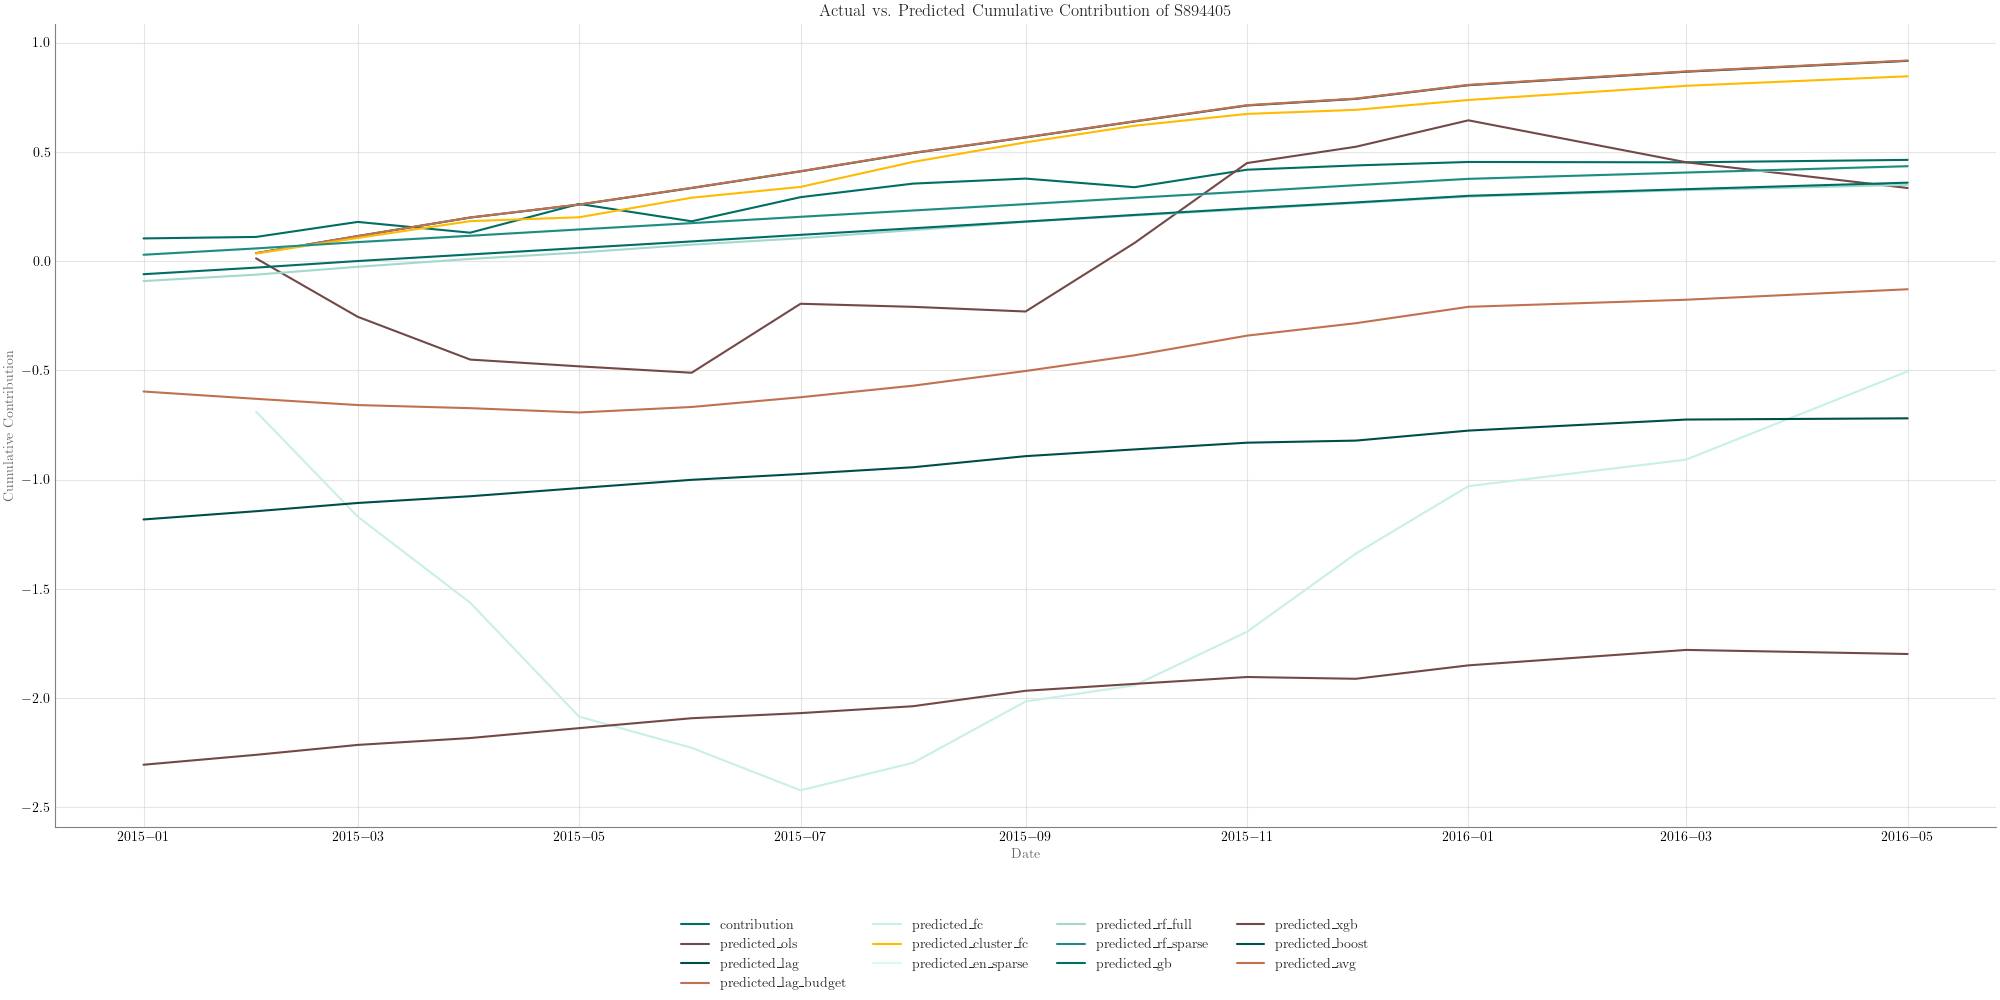 Actual vs. Predicted Cumulative Contribution of S894405
1.0
0.5
0.0
−0.5
−1.0
−1.5
−2.0
−2.5
Cumulative Contribution
2015−01 2015−03 2015−05 2015−07 2015−09 2015−11 2016−01 2016−03 2016−05
Date
contribution predicted_fc predicted_rf_full predicted_xgb
predicted_ols predicted_cluster_fc predicted_rf_sparse predicted_boost
predicted_lag predicted_en_sparse predicted_gb predicted_avg
predicted_lag_budget